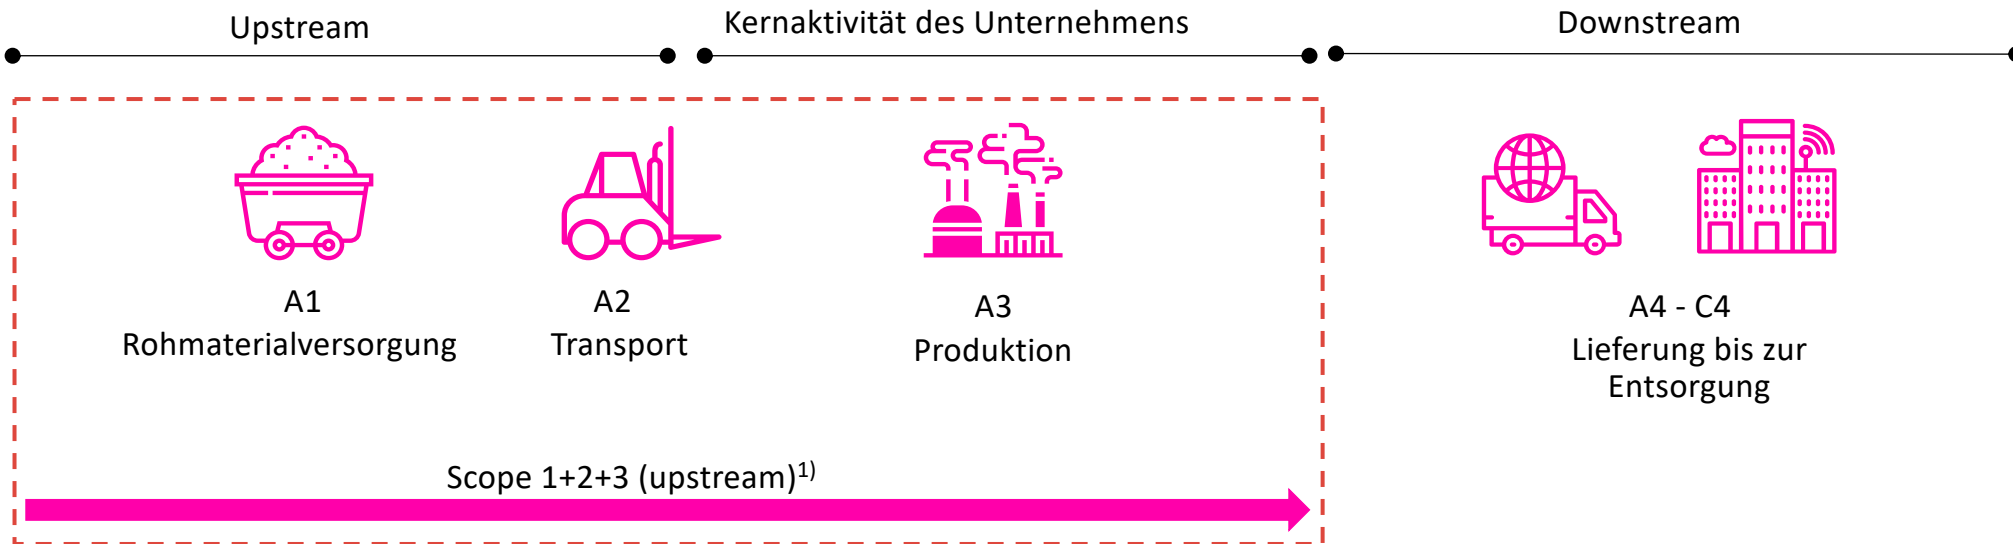 Upstream
Kernaktivität des Unternehmens
Downstream
A1
Rohmaterialversorgung
A2
Transport
A3
Produktion
A4 - C4
Lieferung bis zur
Entsorgung
Scope 1+2+3 (upstream)1)